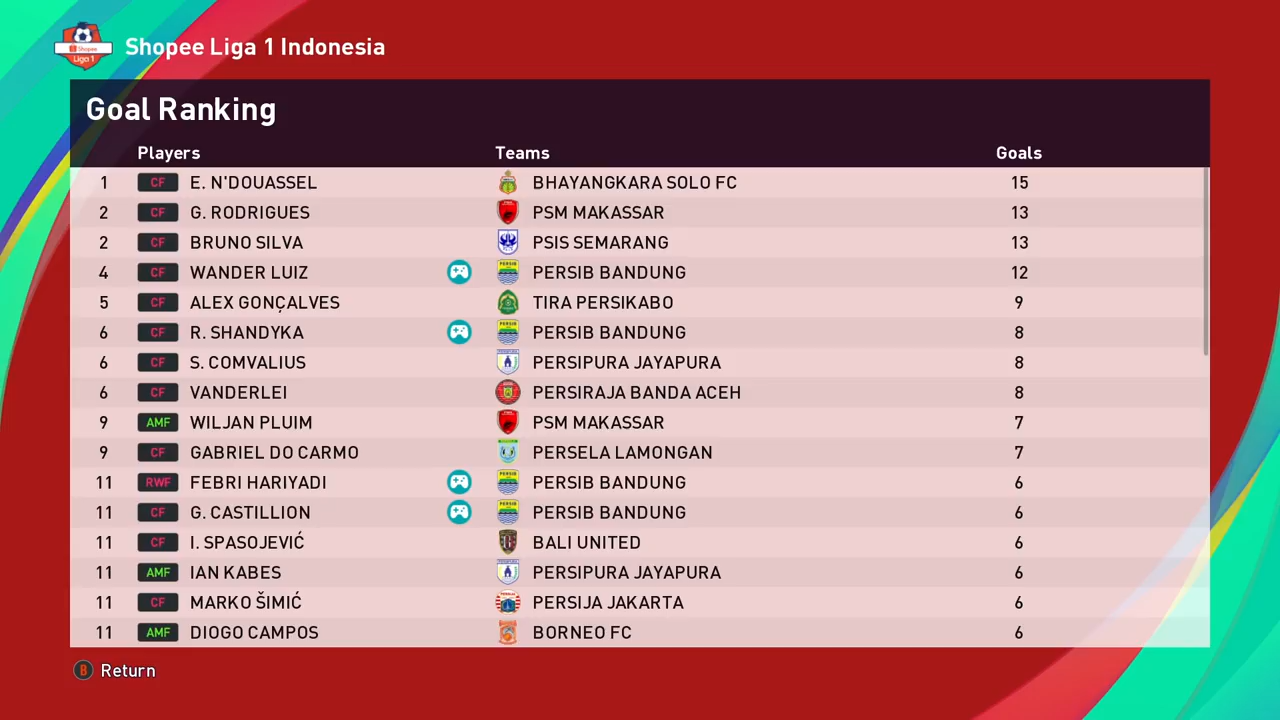 Shopee Liga 1 Indonesia
Shopee
Liga 1
Goal Ranking
Players Teams Goals
1 CF E. N'DOUASSEL BHAYANGKARA SOLO FC 15
2 CF G. RODRIGUES PSM MAKASSAR 13
2 CF BRUNO SILVA PSIS SEMARANG 13
4 CF WANDER LUIZ PERSIB BANDUNG 12
5 CF ALEX GONÇALVES TIRA PERSIKABO 9
6 CF R. SHANDYKA PERSIB BANDUNG 8
6 CF S. COMVALIUS PERSIPURA JAYAPURA 8
6 CF VANDERLEI PERSIRAJA BANDA ACEH 8
9 AMF WILJAN PLUIM PSM MAKASSAR 7
9 CF GABRIEL DO CARMO PERSELA LAMONGAN 7
11 RWF FEBRI HARIYADI PERSIB BANDUNG 6
11 CF G. CASTILLION PERSIB BANDUNG 6
11 CF I. SPASOJEVIĆ BALI UNITED 6
11 AMF IAN KABES PERSIPURA JAYAPURA 6
11 CF MARKO ŠIMIĆ PERSIJA JAKARTA 6
11 AMF DIOGO CAMPOS BORNEO FC 6
B Return